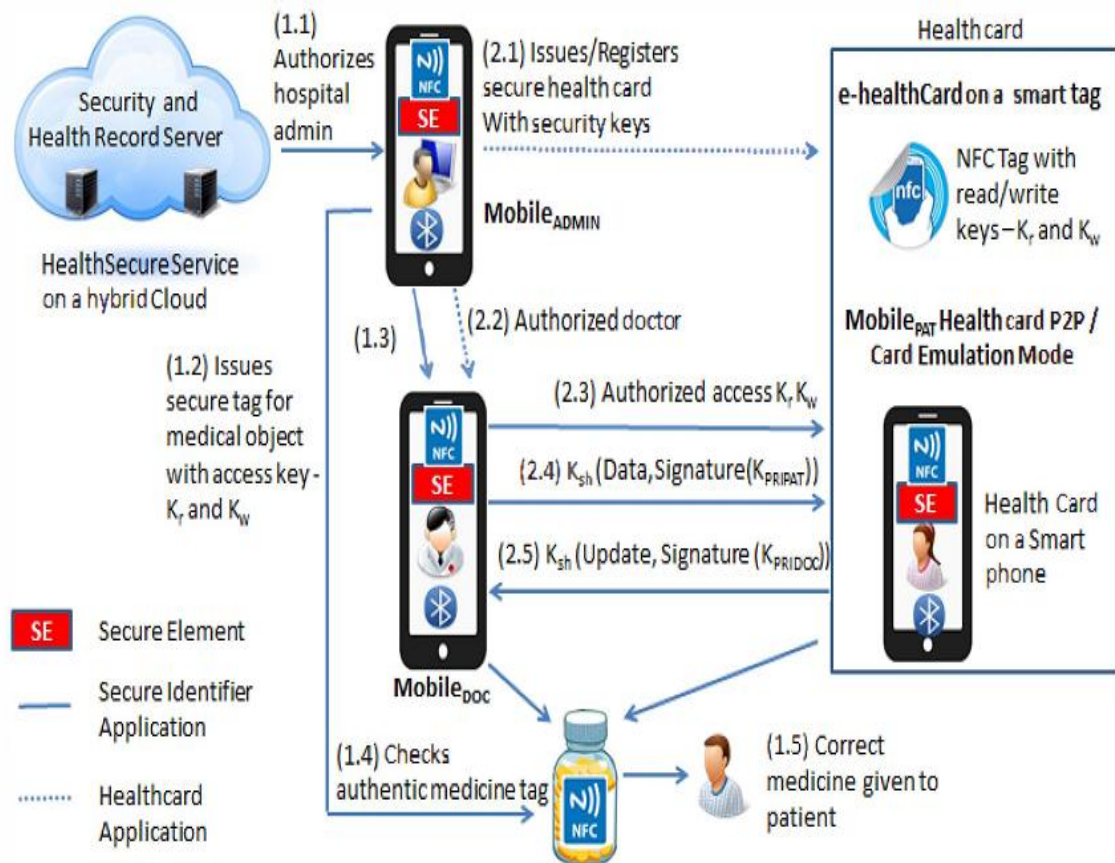 (1.1)
Authorizes
hospital
admin
Security and
Health Record Server
HealthSecure Service
on a hybrid Cloud
NFC
SE
Mobile_ADMIN
(2.1) Issues/Registers
secure health card
With security keys
Health card
e-healthCard on a smart tag
nfc
NFC Tag with
read/write
keys – K_r and K_w
Mobile_PAT Health card P2P /
Card Emulation Mode
NFC
SE
Health Card
on a Smart
phone
(1.2) Issues
secure tag for
medical object
with access key -
K_r and K_w
(1.3)
(2.2) Authorized doctor
NFC
SE
Mobile_DOC
(2.3) Authorized access K_r K_w
(2.4) K_sh (Data, Signature(K_PRIPAT))
(2.5) K_sh (Update, Signature (K_PRIDOC))
SE
Secure Element
Secure Identifier
Application
Healthcard
Application
(1.4) Checks
authentic medicine tag
NFC
(1.5) Correct
medicine given to
patient